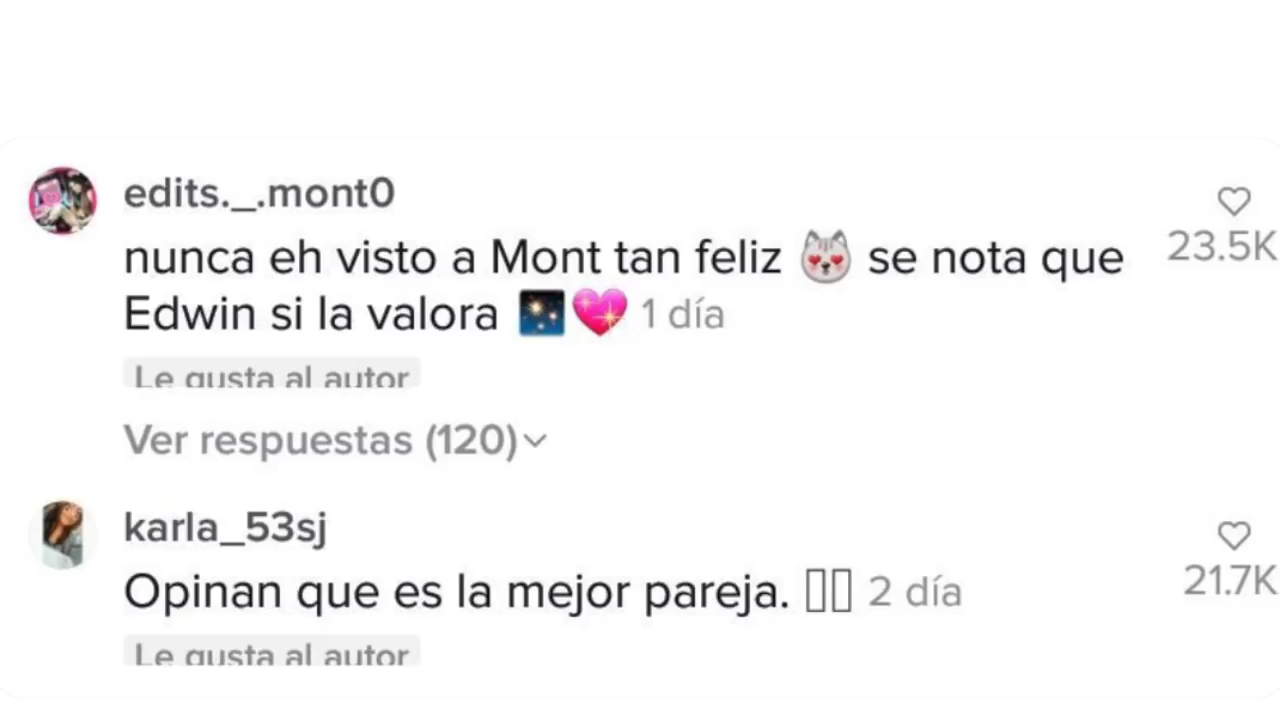 edits._.mont0
nunca eh visto a Mont tan feliz 😻 se nota que
23.5K
Edwin si la valora 🎇💖 1 día
Le gusta al autor
Ver respuestas (120)
karla_53sj
Opinan que es la mejor pareja. 2 día
21.7K
Le gusta al autor